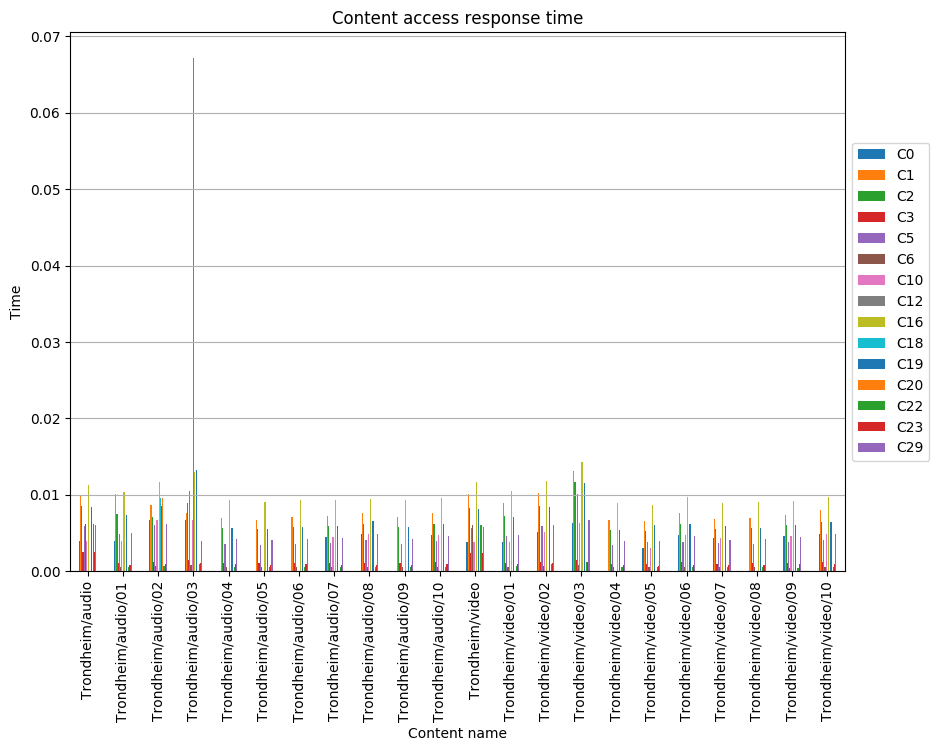 Content access response time
0.07
0.06
0.05
0.04
0.03
0.02
0.01
0.00
Time
C0
C1
C2
C3
C5
C6
C10
C12
C16
C18
C19
C20
C22
C23
C29
Trondheim/audio
Trondheim/audio/01
Trondheim/audio/02
Trondheim/audio/03
Trondheim/audio/04
Trondheim/audio/05
Trondheim/audio/06
Trondheim/audio/07
Trondheim/audio/08
Trondheim/audio/09
Trondheim/audio/10
Trondheim/video
Trondheim/video/01
Trondheim/video/02
Trondheim/video/03
Trondheim/video/04
Trondheim/video/05
Trondheim/video/06
Trondheim/video/07
Trondheim/video/08
Trondheim/video/09
Trondheim/video/10
Content name